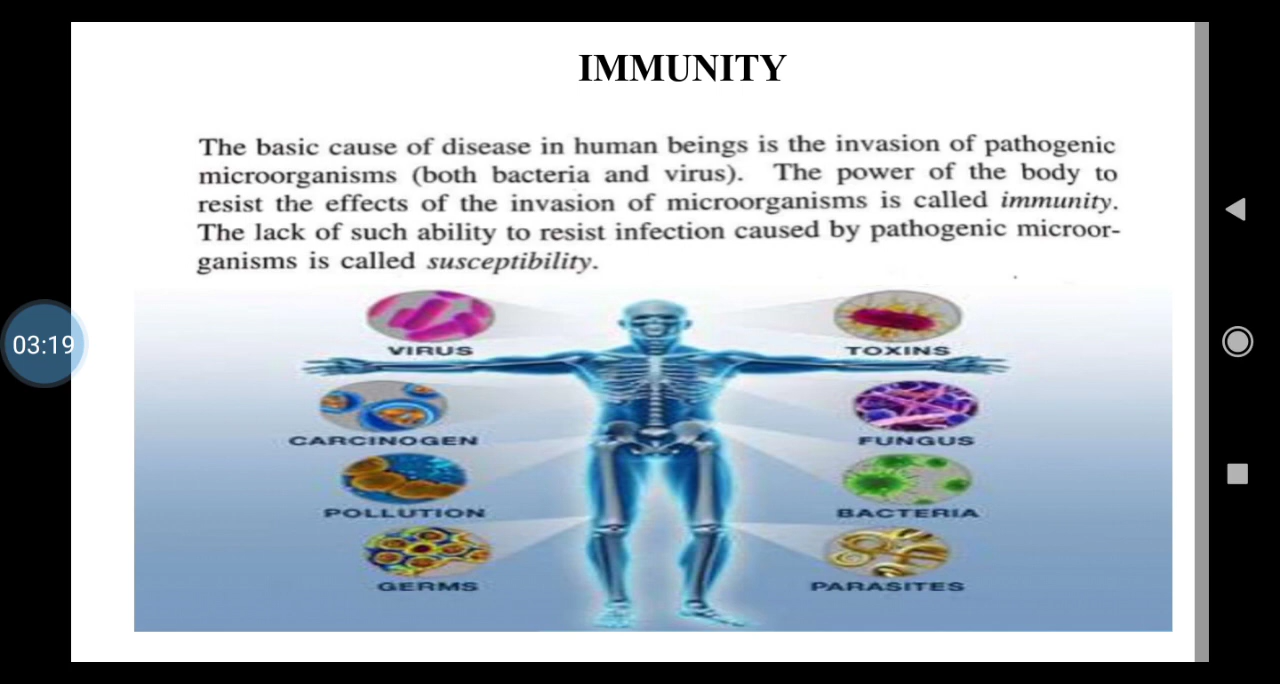 IMMUNITY
The basic cause of disease in human beings is the invasion of pathogenic
microorganisms (both bacteria and virus). The power of the body to
resist the effects of the invasion of microorganisms is called immunity.
The lack of such ability to resist infection caused by pathogenic microor-
ganisms is called susceptibility.
03:19
VIRUS
TOXINS
CARCINOGEN
FUNGUS
POLLUTION
BACTERIA
GERMS
PARASITES